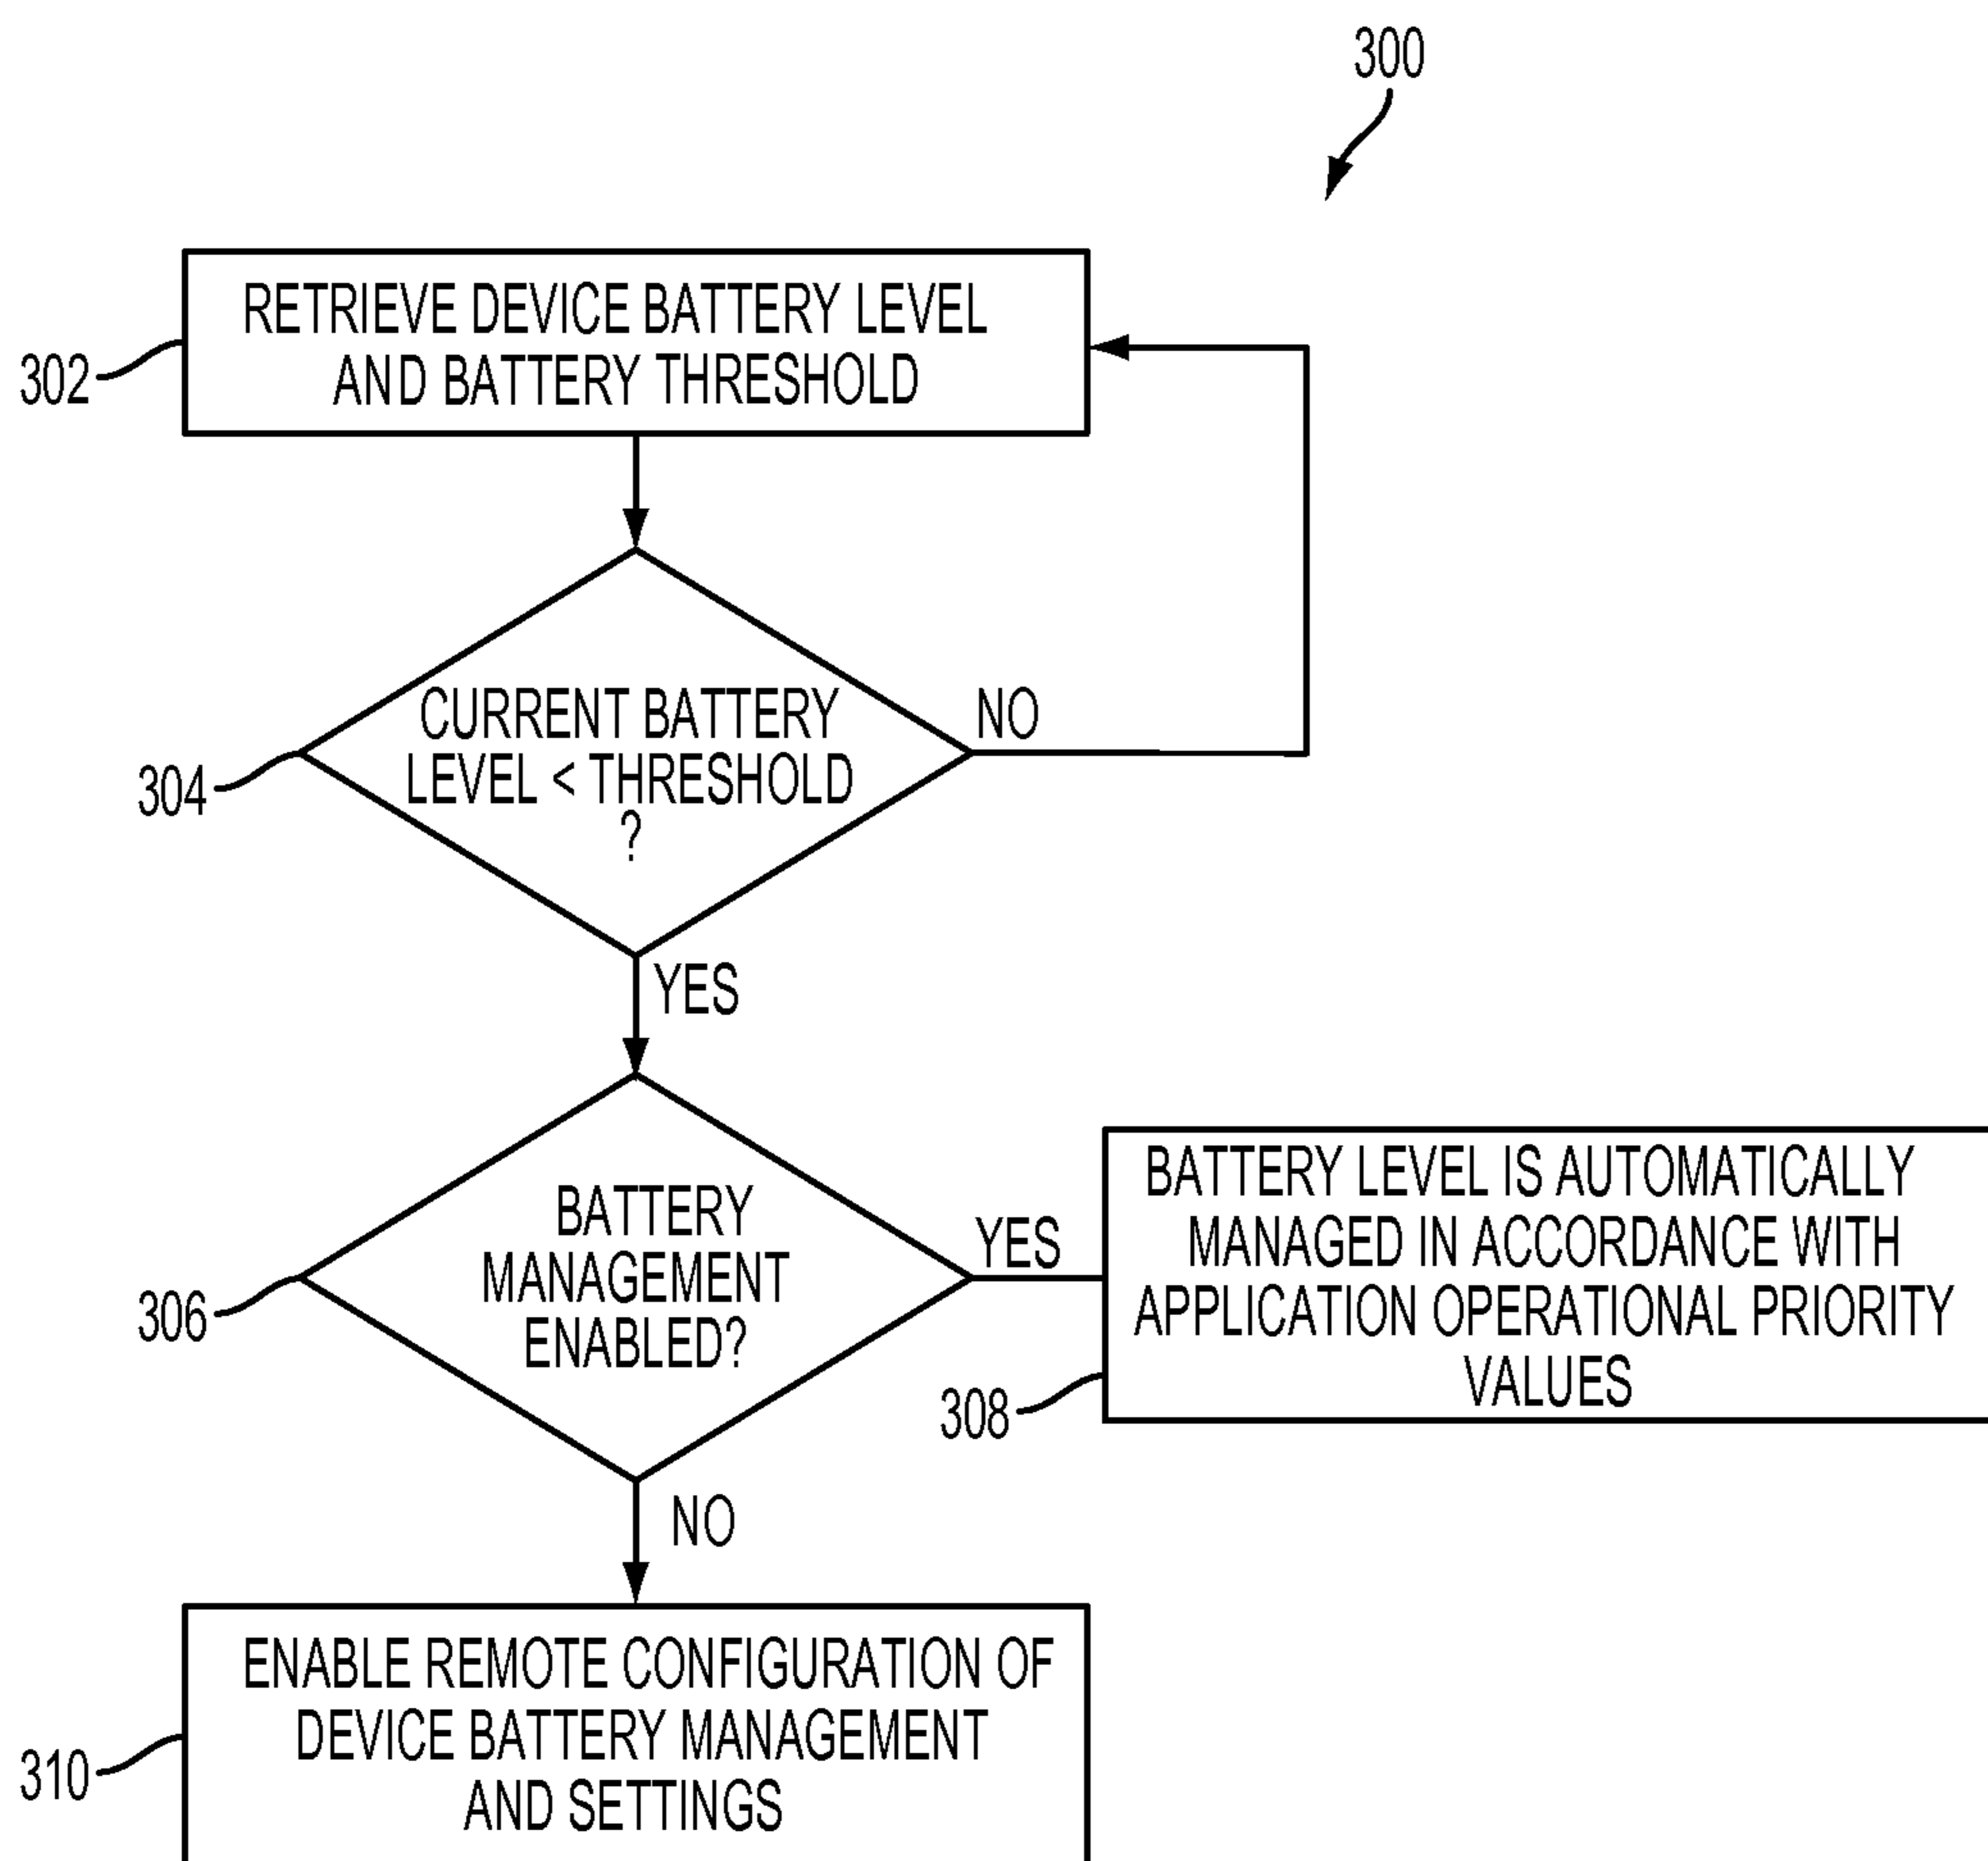 300
RETRIEVE DEVICE BATTERY LEVEL
AND BATTERY THRESHOLD
302
CURRENT BATTERY
LEVEL < THRESHOLD
?
NO
304
YES
BATTERY
MANAGEMENT
ENABLED?
YES
306
BATTERY LEVEL IS AUTOMATICALLY
MANAGED IN ACCORDANCE WITH
APPLICATION OPERATIONAL PRIORITY
VALUES
308
NO
ENABLE REMOTE CONFIGURATION OF
DEVICE BATTERY MANAGEMENT
AND SETTINGS
310